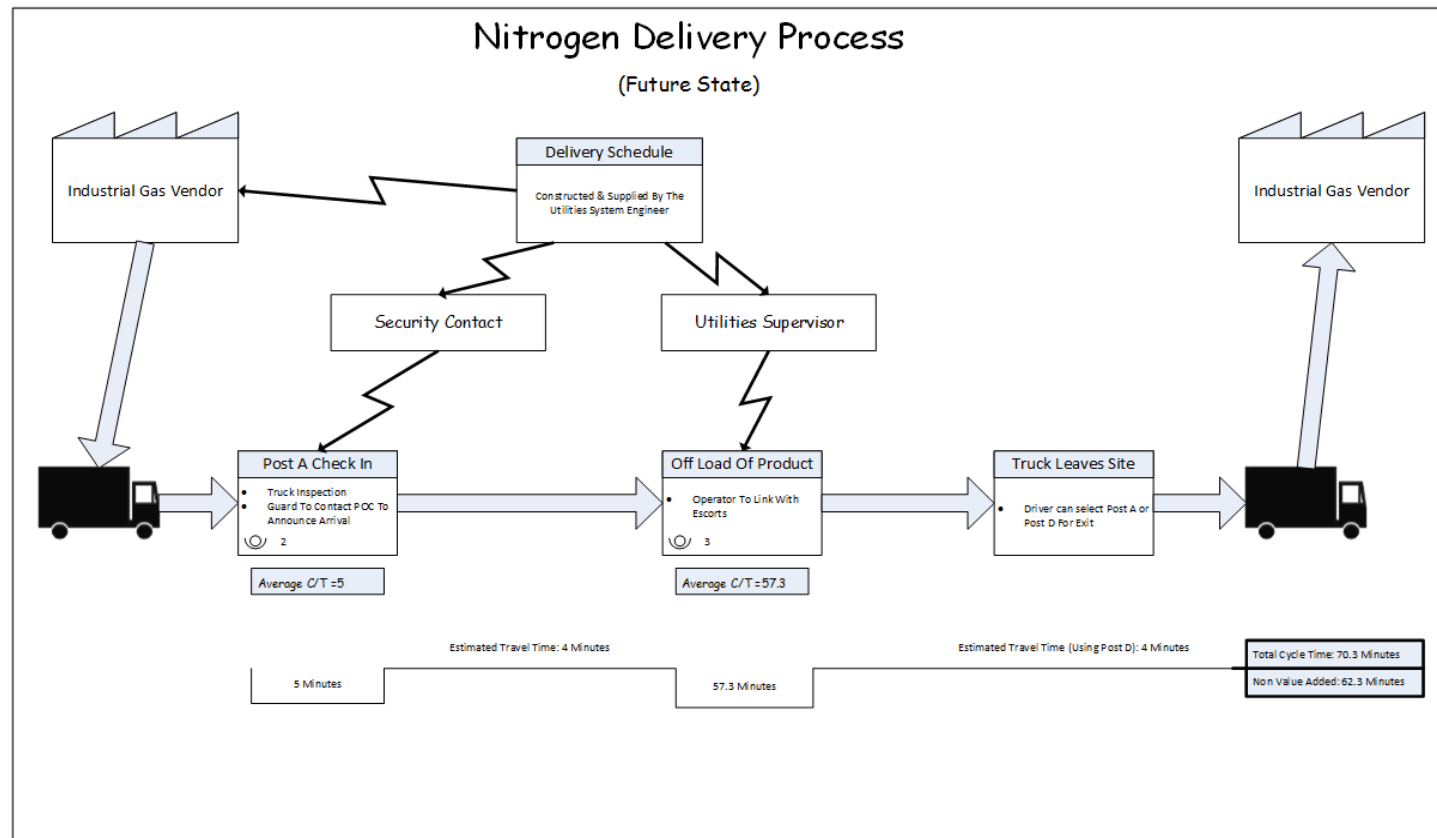 Nitrogen Delivery Process
(Future State)
Industrial Gas Vendor
Delivery Schedule
Constructed & Supplied By The
Utilities System Engineer
Industrial Gas Vendor
Security Contact
Utilities Supervisor
Post A Check In
• Truck Inspection
• Guard To Contact POC To
Announce Arrival
2
Off Load Of Product
• Operator To Link With
Escorts
3
Truck Leaves Site
• Driver can select Post A or
Post D For Exit
Average C/T =5
Average C/T =57.3
Estimated Travel Time: 4 Minutes
Estimated Travel Time (Using Post D): 4 Minutes
5 Minutes
57.3 Minutes
Total Cycle Time: 70.3 Minutes
Non Value Added: 62.3 Minutes